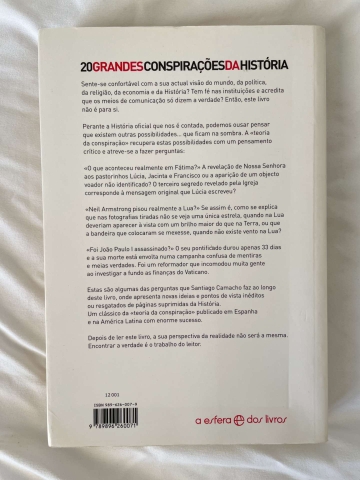 20GRANDESCONSPIRAÇÕESDAHISTÓRIA
Sente-se confortável com a sua actual visão do mundo, da política,
da religião, da economia e da História? Tem fé nas instituições e acredita
que os meios de comunicação só dizem a verdade? Então, este livro
não é para si.
Perante a História oficial que nos é contada, podemos ousar pensar
que existem outras possibilidades... que ficam na sombra. A «teoria
da conspiração» recupera estas possibilidades com um pensamento
crítico e atreve-se a fazer perguntas:
«O que aconteceu realmente em Fátima?» A revelação de Nossa Senhora
aos pastorinhos Lúcia, Jacinta e Francisco ou a aparição de um objecto
voador não identificado? O terceiro segredo revelado pela Igreja
corresponde à mensagem original que Lúcia escreveu?
«Neil Armstrong pisou realmente a Lua?» Se assim é, como se explica
que nas fotografias tiradas não se veja uma única estrela, quando na Lua
deveriam aparecer à vista com um brilho maior do que na Terra, ou que
a bandeira que colocaram se mexesse, quando não existe vento na Lua?
«Foi João Paulo I assassinado?» O seu pontificado durou apenas 33 dias
e a sua morte está envolta numa campanha confusa de mentiras
e meias verdades. Foi um reformador que incomodou muita gente
ao investigar a fundo as finanças do Vaticano.
Estas são algumas das perguntas que Santiago Camacho faz ao longo
deste livro, onde apresenta novas ideias e pontos de vista inéditos
ou resgatados de páginas suprimidas da História.
Um clássico da «teoria da conspiração» publicado em Espanha
e na América Latina com enorme sucesso.
Depois de ler este livro, a sua perspectiva da realidade não será a mesma.
Encontrar a verdade é o trabalho do leitor.
12001
ISBN 989-626-007-9
9 789896 260071
a esfera dos livros